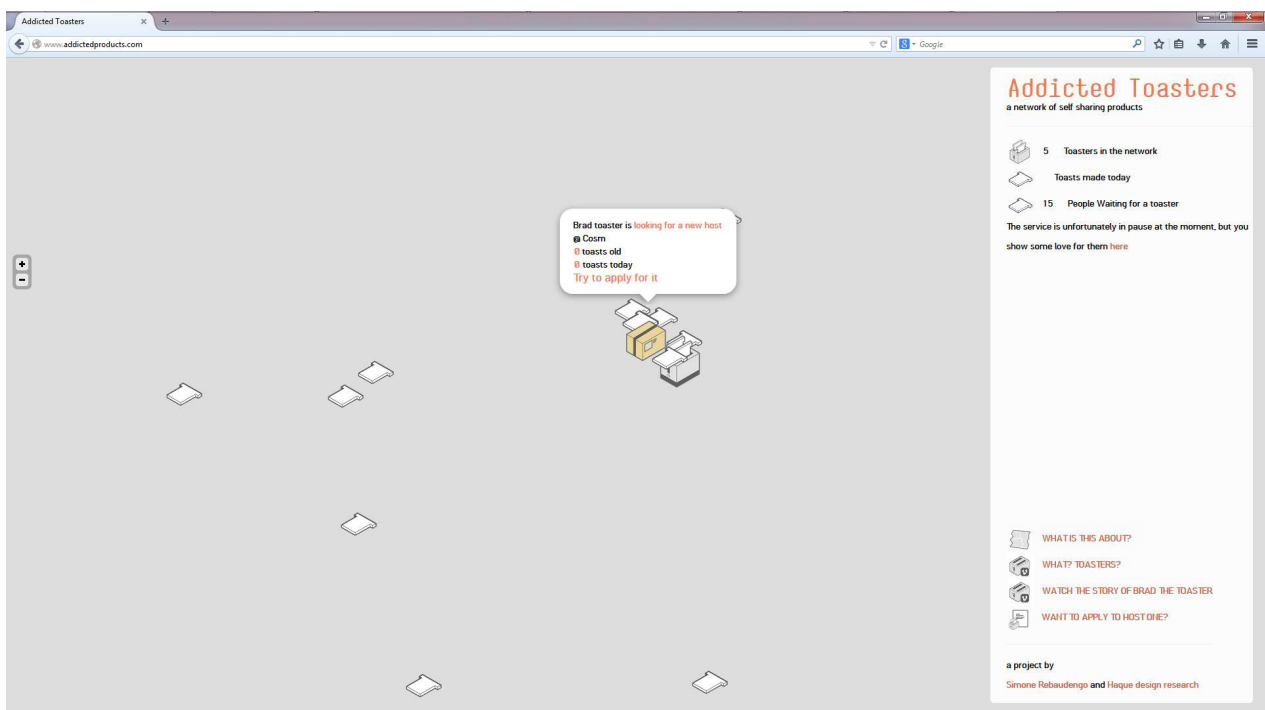 Addicted Toasters
www.addictedproducts.com
Google
Addicted Toasters
a network of self sharing products
5 Toasters in the network
Toasts made today
15 People Waiting for a toaster
The service is unfortunately in pause at the moment, but you
show some love for them here
Brad toaster is looking for a new host
@ Cosm
0 toasts old
0 toasts today
Try to apply for it
WHAT IS THIS ABOUT?
WHAT? TOASTERS?
WATCH THE STORY OF BRAD THE TOASTER
WANT TO APPLY TO HOST ONE?
a project by
Simone Rebaudengo and Haque design research